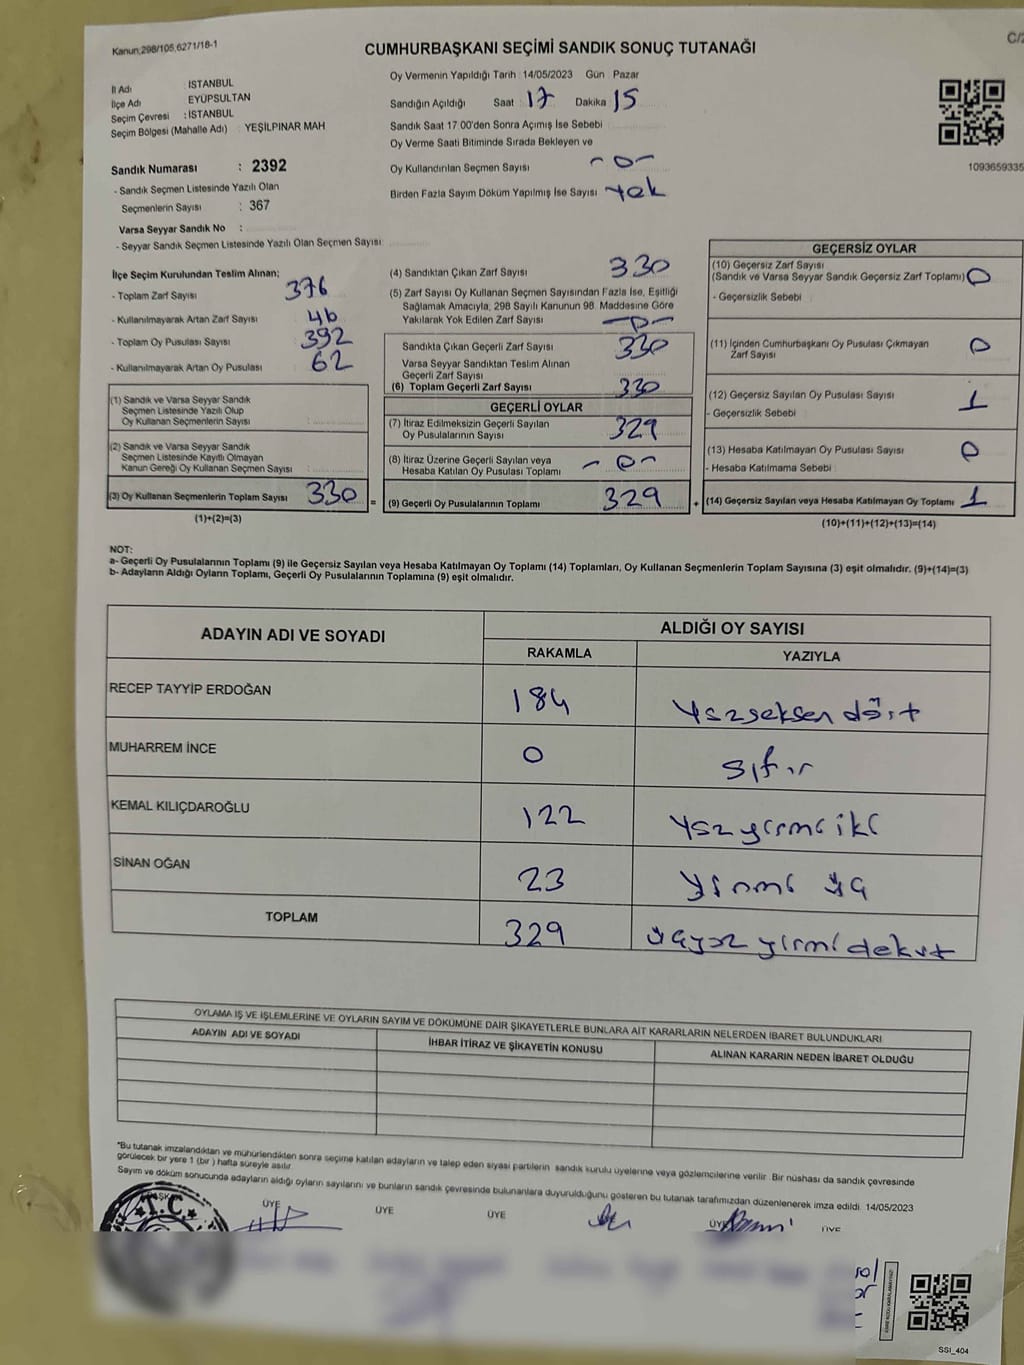 Kanun;298/105,6271/18-1
CUMHURBAŞKANI SEÇİMİ SANDIK SONUÇ TUTANAĞI
İl Adı : İSTANBUL
İlçe Adı EYÜPSULTAN
Seçim Çevresi : İSTANBUL
Seçim Bölgesi (Mahalle Adı) YEŞİLPINAR MAH
Sandık Numarası : 2392
- Sandık Seçmen Listesinde Yazılı Olan
Seçmenlerin Sayısı : 367
Varsa Seyyar Sandık No :
- Seyyar Sandık Seçmen Listesinde Yazılı Olan Seçmen Sayısı
Oy Vermenin Yapıldığı Tarih 14/05/2023 Gün Pazar
Sandığın Açıldığı Saat 17 Dakika 15
Sandık Saat 17:00'den Sonra Açımış İse Sebebi
Oy Verme Saati Bitiminde Sırada Bekleyen ve
Oy Kullandırılan Seçmen Sayısı - 0 -
Birden Fazla Sayım Döküm Yapılmış İse Sayısı Yok
1093659335
İlçe Seçim Kurulundan Teslim Alınan;
- Toplam Zarf Sayısı 376
- Kullanılmayarak Artan Zarf Sayısı 46
- Toplam Oy Pusulası Sayısı 392
- Kullanılmayarak Artan Oy Pusulası 62
(1) Sandık ve Varsa Seyyar Sandık
Seçmen Listesinde Yazılı Olup
Oy Kullanan Seçmenlerin Sayısı :
(2) Sandık ve Varsa Seyyar Sandık
Seçmen Listesinde Kayıtlı Olmayan
Kanun Gereği Oy Kullanan Seçmen Sayısı :
(3) Oy Kullanan Seçmenlerin Toplam Sayısı 330 =
(1)+(2)=(3)
(4) Sandıktan Çıkan Zarf Sayısı 330
(5) Zarf Sayısı Oy Kullanan Seçmen Sayısından Fazla İse, Eşitliği
Sağlamak Amacıyla, 298 Sayılı Kanunun 98. Maddesine Göre
Yakılarak Yok Edilen Zarf Sayısı - 0 -
Sandıkta Çıkan Geçerli Zarf Sayısı 330
Varsa Seyyar Sandıktan Teslim Alınan
Geçerli Zarf Sayısı
(6) Toplam Geçerli Zarf Sayısı 330
GEÇERLİ OYLAR
(7) İtiraz Edilmeksizin Geçerli Sayılan
Oy Pusulalarının Sayısı 329
(8) İtiraz Üzerine Geçerli Sayılan veya
Hesaba Katılan Oy Pusulası Toplamı - 0 -
(9) Geçerli Oy Pusulalarının Toplamı 329 +
GEÇERSİZ OYLAR
(10) Geçersiz Zarf Sayısı
(Sandık ve Varsa Seyyar Sandık Geçersiz Zarf Toplamı) 0
- Geçersizlik Sebebi
(11) İçinden Cumhurbaşkanı Oy Pusulası Çıkmayan
Zarf Sayısı 0
(12) Geçersiz Sayılan Oy Pusulası Sayısı 1
- Geçersizlik Sebebi
(13) Hesaba Katılmayan Oy Pusulası Sayısı 0
- Hesaba Katılmama Sebebi
(14) Geçersiz Sayılan veya Hesaba Katılmayan Oy Toplamı 1
(10)+(11)+(12)+(13)=(14)
NOT:
a- Geçerli Oy Pusulalarının Toplamı (9) ile Geçersiz Sayılan veya Hesaba Katılmayan Oy Toplamı (14) Toplamları, Oy Kullanan Seçmenlerin Toplam Sayısına (3) eşit olmalıdır. (9)+(14)=(3)
b- Adayların Aldığı Oyların Toplamı, Geçerli Oy Pusulalarının Toplamına (9) eşit olmalıdır.
ADAYIN ADI VE SOYADI ALDIĞI OY SAYISI
RAKAMLA YAZIYLA
RECEP TAYYİP ERDOĞAN 184 yüzseksen dört
MUHARREM İNCE 0 sıfır
KEMAL KILIÇDAROĞLU 122 yüz yirmi iki
SİNAN OĞAN 23 yirmi üç
TOPLAM 329 üçyüz yirmi dokuz
OYLAMA İŞ VE İŞLEMLERİNE VE OYLARIN SAYIM VE DÖKÜMÜNE DAİR ŞİKAYETLERLE BUNLARA AİT KARARLARIN NELERDEN İBARET BULUNDUKLARI
ADAYIN ADI VE SOYADI İHBAR İTİRAZ VE ŞİKAYETİN KONUSU ALINAN KARARIN NEDEN İBARET OLDUĞU
*Bu tutanak imzalandıktan ve mühürlendikten sonra seçime katılan adayların ve talep eden siyasi partilerin sandık kurulu üyelerine veya gözlemcilerine verilir. Bir nüshası da sandık çevresinde
görülecek bir yere 1 (bir) hafta süreyle asılır.
Sayım ve döküm sonucunda adayların aldığı oyların sayılarını ve bunların sandık çevresinde bulunanlara duyurulduğunu gösteren bu tutanak tarafımızdan düzenlenerek imza edildi. 14/05/2023
T.C.
ÜYE ÜYE ÜYE ÜYE ÜYE
SSI_404